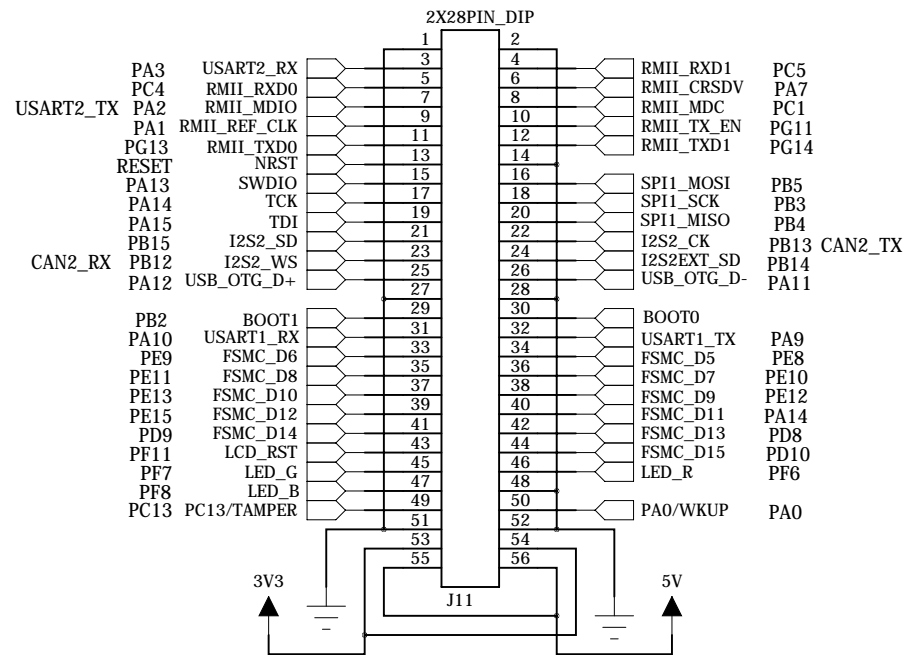 2X28PIN_DIP
1 2
PA3 USART2_RX 3 4 RMII_RXD1 PC5
PC4 RMII_RXD0 5 6 RMII_CRSDV PA7
USART2_TX PA2 RMII_MDIO 7 8 RMII_MDC PC1
PA1 RMII_REF_CLK 9 10 RMII_TX_EN PG11
PG13 RMII_TXD0 11 12 RMII_TXD1 PG14
RESET NRST 13 14
PA13 SWDIO 15 16 SPI1_MOSI PB5
PA14 TCK 17 18 SPI1_SCK PB3
PA15 TDI 19 20 SPI1_MISO PB4
PB15 I2S2_SD 21 22 I2S2_CK PB13 CAN2_TX
CAN2_RX PB12 I2S2_WS 23 24 I2S2EXT_SD PB14
PA12 USB_OTG_D+ 25 26 USB_OTG_D- PA11
27 28
PB2 BOOT1 29 30 BOOT0
PA10 USART1_RX 31 32 USART1_TX PA9
PE9 FSMC_D6 33 34 FSMC_D5 PE8
PE11 FSMC_D8 35 36 FSMC_D7 PE10
PE13 FSMC_D10 37 38 FSMC_D9 PE12
PE15 FSMC_D12 39 40 FSMC_D11 PA14
PD9 FSMC_D14 41 42 FSMC_D13 PD8
PF11 LCD_RST 43 44 FSMC_D15 PD10
PF7 LED_G 45 46 LED_R PF6
PF8 LED_B 47 48
PC13 PC13/TAMPER 49 50 PA0/WKUP PA0
51 52
53 54
55 56
3V3 J11 5V